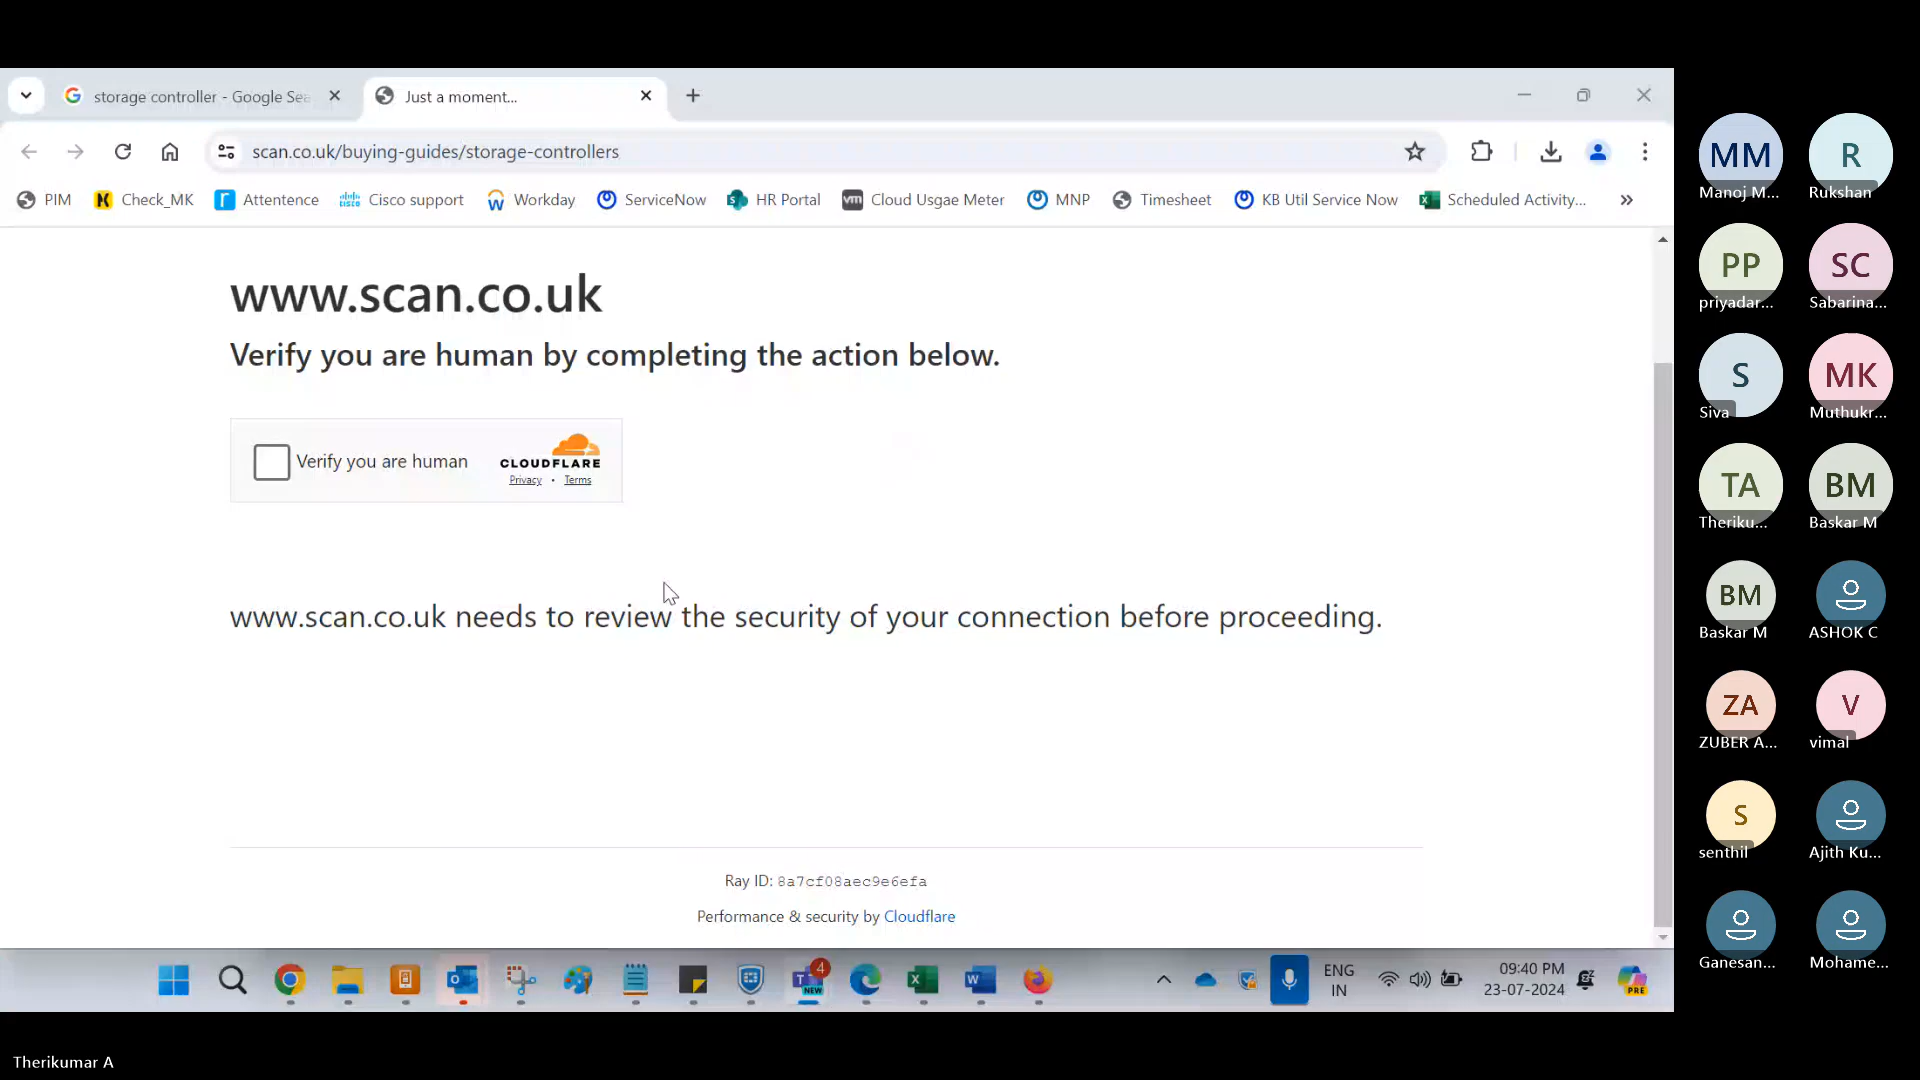 storage controller - Google Sea
Just a moment...
scan.co.uk/buying-guides/storage-controllers
PIM
Check_MK
Attentence
Cisco support
Workday
ServiceNow
HR Portal
Cloud Usgae Meter
MNP
Timesheet
KB Util Service Now
Scheduled Activity...
www.scan.co.uk
Verify you are human by completing the action below.
Verify you are human
CLOUDFLARE
Privacy • Terms
www.scan.co.uk needs to review the security of your connection before proceeding.
Ray ID: 8a7cf08aec9e6efa
Performance & security by Cloudflare
4
NEW
ENG
IN
09:40 PM
23-07-2024
PRE
MM
Manoj M...
R
Rukshan
PP
priyadar...
SC
Sabarina...
S
Siva
MK
Muthukr...
TA
Theriku...
BM
Baskar M
BM
Baskar M
ASHOK C
ZA
ZUBER A...
V
vimal
S
senthil
Ajith Ku...
Ganesan...
Mohame...
Therikumar A